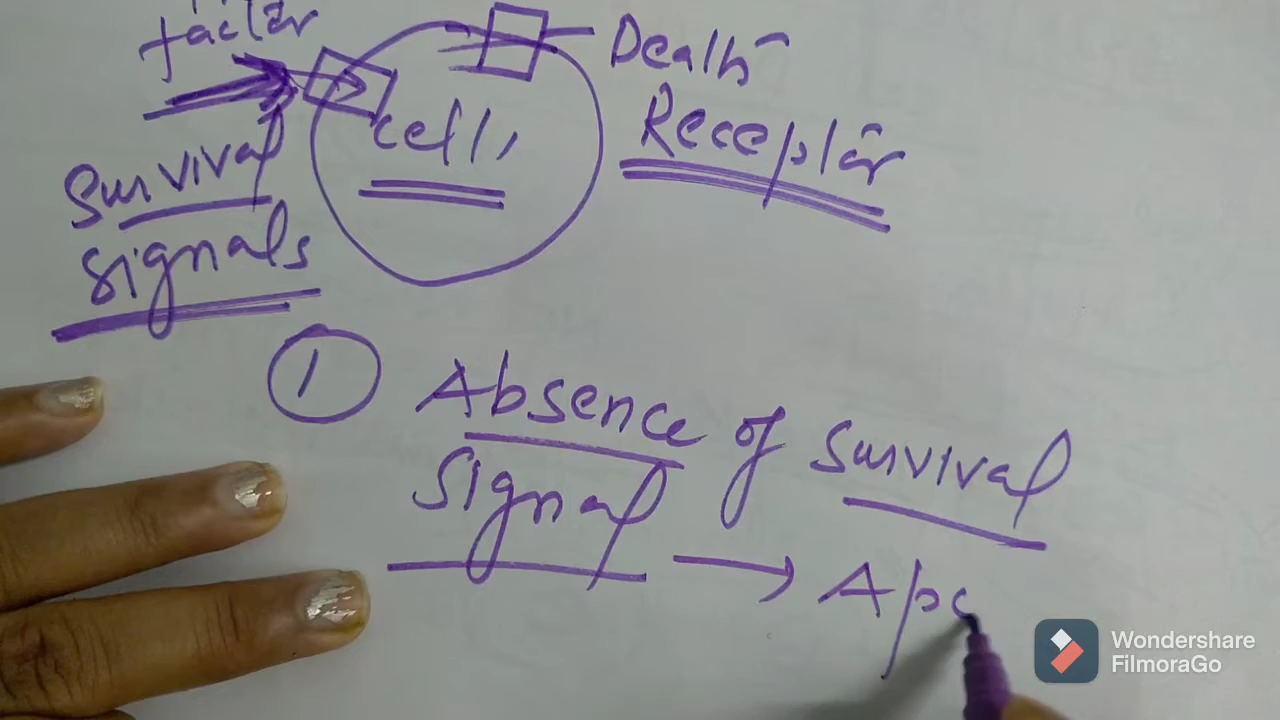 factor
Death
Receptor
cell,
Survival
signals
1 Absence of survival
signal → Apo
Wondershare
FilmoraGo